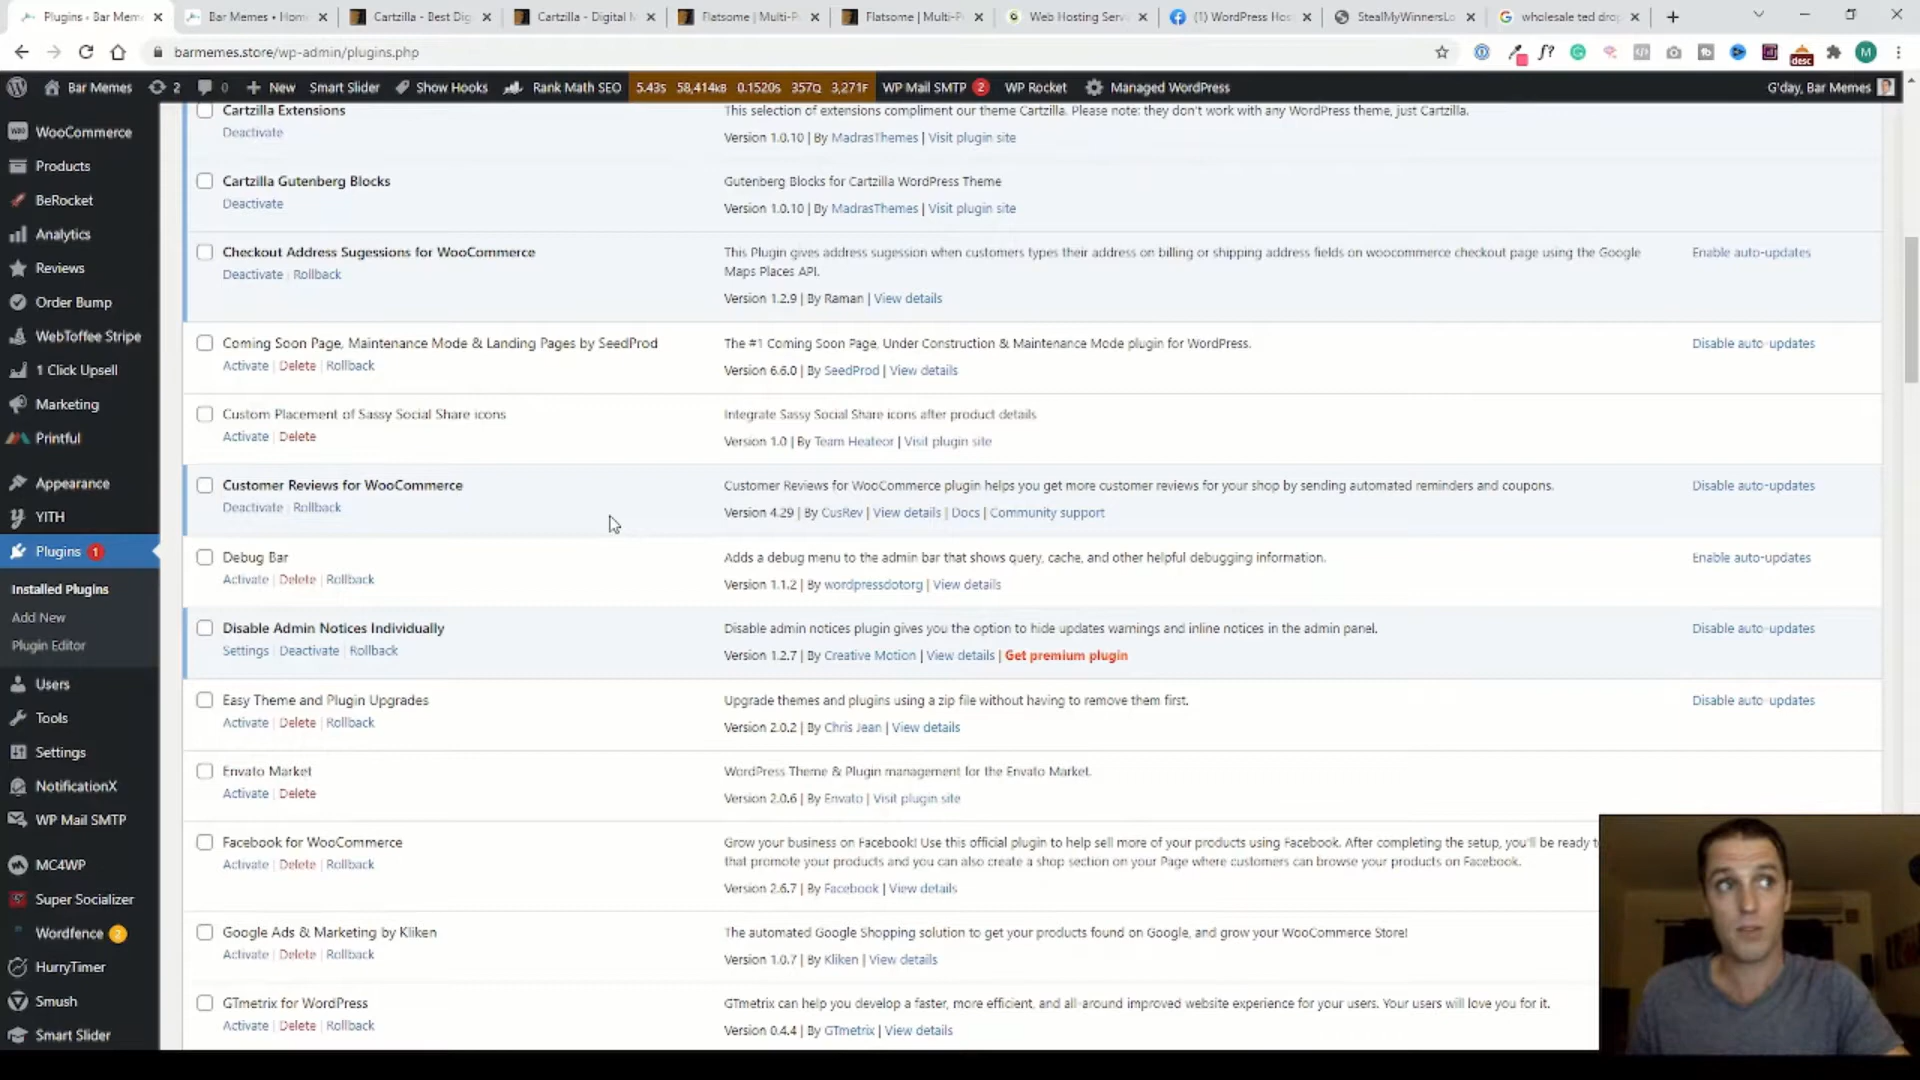 Plugins ‹ Bar Meme
Bar Memes • Hom
Cartzilla - Best Dig
Cartzilla - Digital M
Flatsome | Multi-P
Flatsome | Multi-P
Web Hosting Serv
(1) WordPress Hos
StealMyWinnersLo
wholesale ted drop
barmemes.store/wp-admin/plugins.php
Bar Memes 2 0 New Smart Slider Show Hooks Rank Math SEO 5.43s 58,414kB 0.1520s 357Q 3,271F WP Mail SMTP 2 WP Rocket Managed WordPress G'day, Bar Memes
WooCommerce
Products
BeRocket
Analytics
Reviews
Order Bump
WebToffee Stripe
1 Click Upsell
Marketing
Printful
Appearance
YITH
Plugins 1
Installed Plugins
Add New
Plugin Editor
Users
Tools
Settings
NotificationX
WP Mail SMTP
MC4WP
Super Socializer
Wordfence 2
HurryTimer
Smush
Smart Slider
Cartzilla Extensions
Deactivate
This selection of extensions compliment our theme Cartzilla. Please note: they don't work with any WordPress theme, just Cartzilla.
Version 1.0.10 | By MadrasThemes | Visit plugin site
Cartzilla Gutenberg Blocks
Deactivate
Gutenberg Blocks for Cartzilla WordPress Theme
Version 1.0.10 | By MadrasThemes | Visit plugin site
Checkout Address Sugessions for WooCommerce
Deactivate | Rollback
This Plugin gives address sugession when customers types their address on billing or shipping address fields on woocommerce checkout page using the Google
Maps Places API.
Version 1.2.9 | By Raman | View details
Enable auto-updates
Coming Soon Page, Maintenance Mode & Landing Pages by SeedProd
Activate | Delete | Rollback
The #1 Coming Soon Page, Under Construction & Maintenance Mode plugin for WordPress.
Version 6.6.0 | By SeedProd | View details
Disable auto-updates
Custom Placement of Sassy Social Share icons
Activate | Delete
Integrate Sassy Social Share icons after product details
Version 1.0 | By Team Heateor | Visit plugin site
Customer Reviews for WooCommerce
Deactivate | Rollback
Customer Reviews for WooCommerce plugin helps you get more customer reviews for your shop by sending automated reminders and coupons.
Version 4.29 | By CusRev | View details | Docs | Community support
Disable auto-updates
Debug Bar
Activate | Delete | Rollback
Adds a debug menu to the admin bar that shows query, cache, and other helpful debugging information.
Version 1.1.2 | By wordpressdotorg | View details
Enable auto-updates
Disable Admin Notices Individually
Settings | Deactivate | Rollback
Disable admin notices plugin gives you the option to hide updates warnings and inline notices in the admin panel.
Version 1.2.7 | By Creative Motion | View details | Get premium plugin
Disable auto-updates
Easy Theme and Plugin Upgrades
Activate | Delete | Rollback
Upgrade themes and plugins using a zip file without having to remove them first.
Version 2.0.2 | By Chris Jean | View details
Disable auto-updates
Envato Market
Activate | Delete
WordPress Theme & Plugin management for the Envato Market.
Version 2.0.6 | By Envato | Visit plugin site
Facebook for WooCommerce
Activate | Delete | Rollback
Grow your business on Facebook! Use this official plugin to help sell more of your products using Facebook. After completing the setup, you'll be ready t
that promote your products and you can also create a shop section on your Page where customers can browse your products on Facebook.
Version 2.6.7 | By Facebook | View details
Google Ads & Marketing by Kliken
Activate | Delete | Rollback
The automated Google Shopping solution to get your products found on Google, and grow your WooCommerce Store!
Version 1.0.7 | By Kliken | View details
GTmetrix for WordPress
Activate | Delete | Rollback
GTmetrix can help you develop a faster, more efficient, and all-around improved website experience for your users. Your users will love you for it.
Version 0.4.4 | By GTmetrix | View details